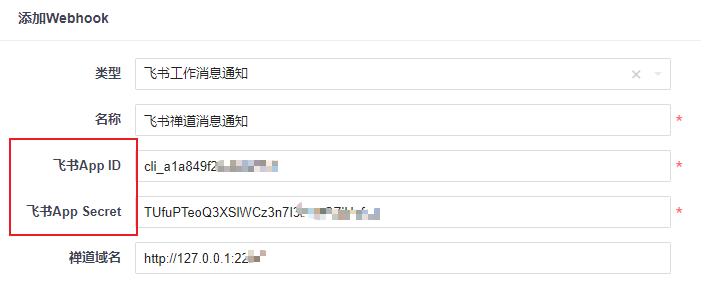 添加Webhook
类型 飞书工作消息通知
名称 飞书禅道消息通知 *
飞书App ID cli_a1a849f2 *
飞书App Secret *
禅道域名 http://127.0.0.1:22